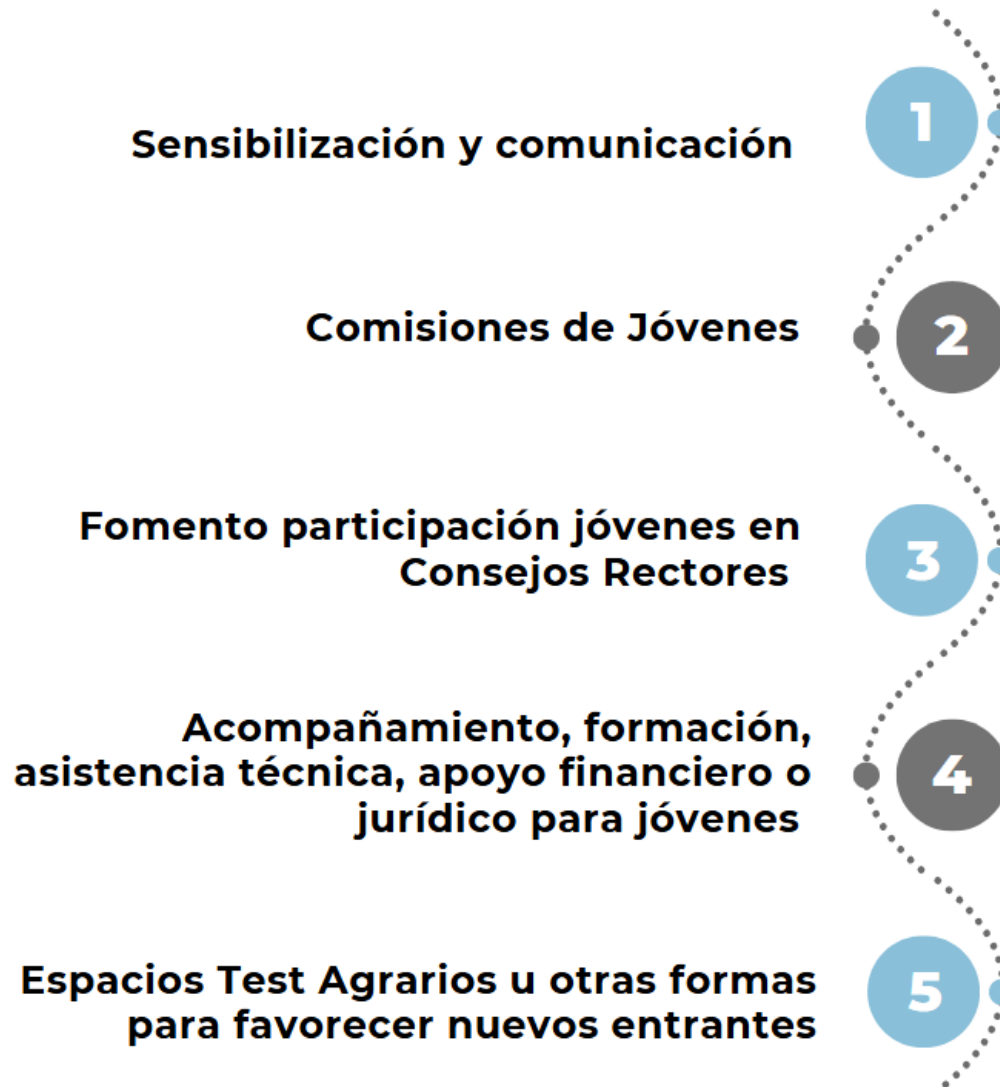 1
Sensibilización y comunicación
2
Comisiones de Jóvenes
3
Fomento participación jóvenes en
Consejos Rectores
4
Acompañamiento, formación,
asistencia técnica, apoyo financiero o
jurídico para jóvenes
5
Espacios Test Agrarios u otras formas
para favorecer nuevos entrantes